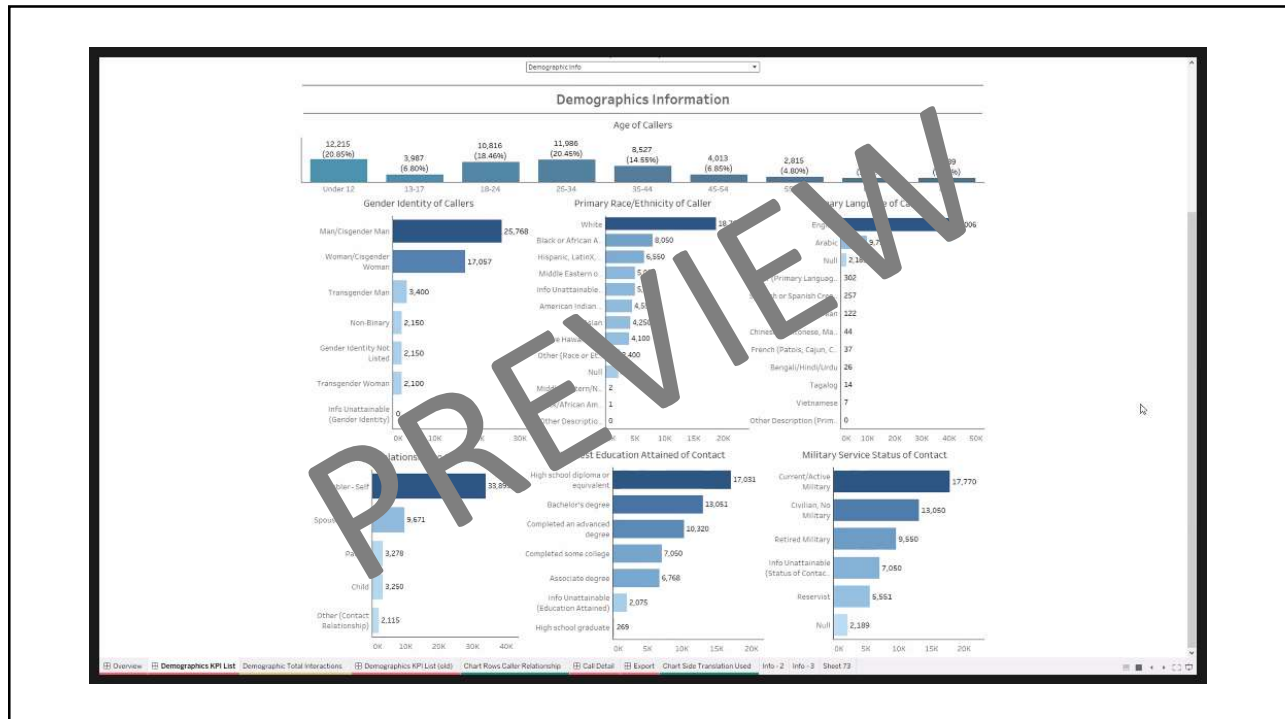 Demographic Info
Demographics Information
Age of Callers
12,215 3,987 10,816 11,986 8,527 4,013 2,815
(20.85%) (6.80%) (18.46%) (20.45%) (14.55%) (6.85%) (4.80%)
Under 12 13-17 18-24 25-34 35-44 45-54
Gender Identity of Callers
Man/Cisgender Man 25,768
Woman/Cisgender
Woman 17,057
Transgender Man 3,400
Non-Binary 2,150
Gender Identity Not
Listed 2,150
Transgender Woman 2,100
Info Unattainable
(Gender Identity) 0
0K 10K 30K
Primary Race/Ethnicity of Caller
White
Black or African A.. 8,050
Hispanic, LatinX, .. 6,550
Middle Eastern o..
Info Unattainable..
American Indian ..
4,250
4,100
Other (Race or Et..
Null
2
1
0
0K 5K 10K 15K 20K
Arabic
Null
302
257
122
44
French (Patois, Cajun, C.. 37
Bengali/Hindi/Urdu 26
Tagalog 14
Vietnamese 7
Other Description (Prim.. 0
0K 10K 20K 30K 40K 50K
9,671
3,278
Child 3,250
Other (Contact
Relationship) 2,115
10K 20K 30K 40K
Education Attained of Contact
High school diploma or
equivalent 17,031
Bachelor's degree 13,051
Completed an advanced
degree 10,320
Completed some college 7,050
Associate degree 6,768
Info Unattainable
(Education Attained) 2,075
High school graduate 269
0K 5K 10K 15K 20K
Military Service Status of Contact
Current/Active
Military 17,770
Civilian, No
Military 13,050
Retired Military 9,550
Info Unattainable
(Status of Contac.. 7,050
Reservist 5,551
Null 2,189
0K 5K 10K 15K 20K
PREVIEW
Overview Demographics KPI List Demographic Total Interactions Demographics KPI List (old) Chart Rows Caller Relationship Call Detail Export Chart Side Translation Used Info - 2 Info - 3 Sheet 73